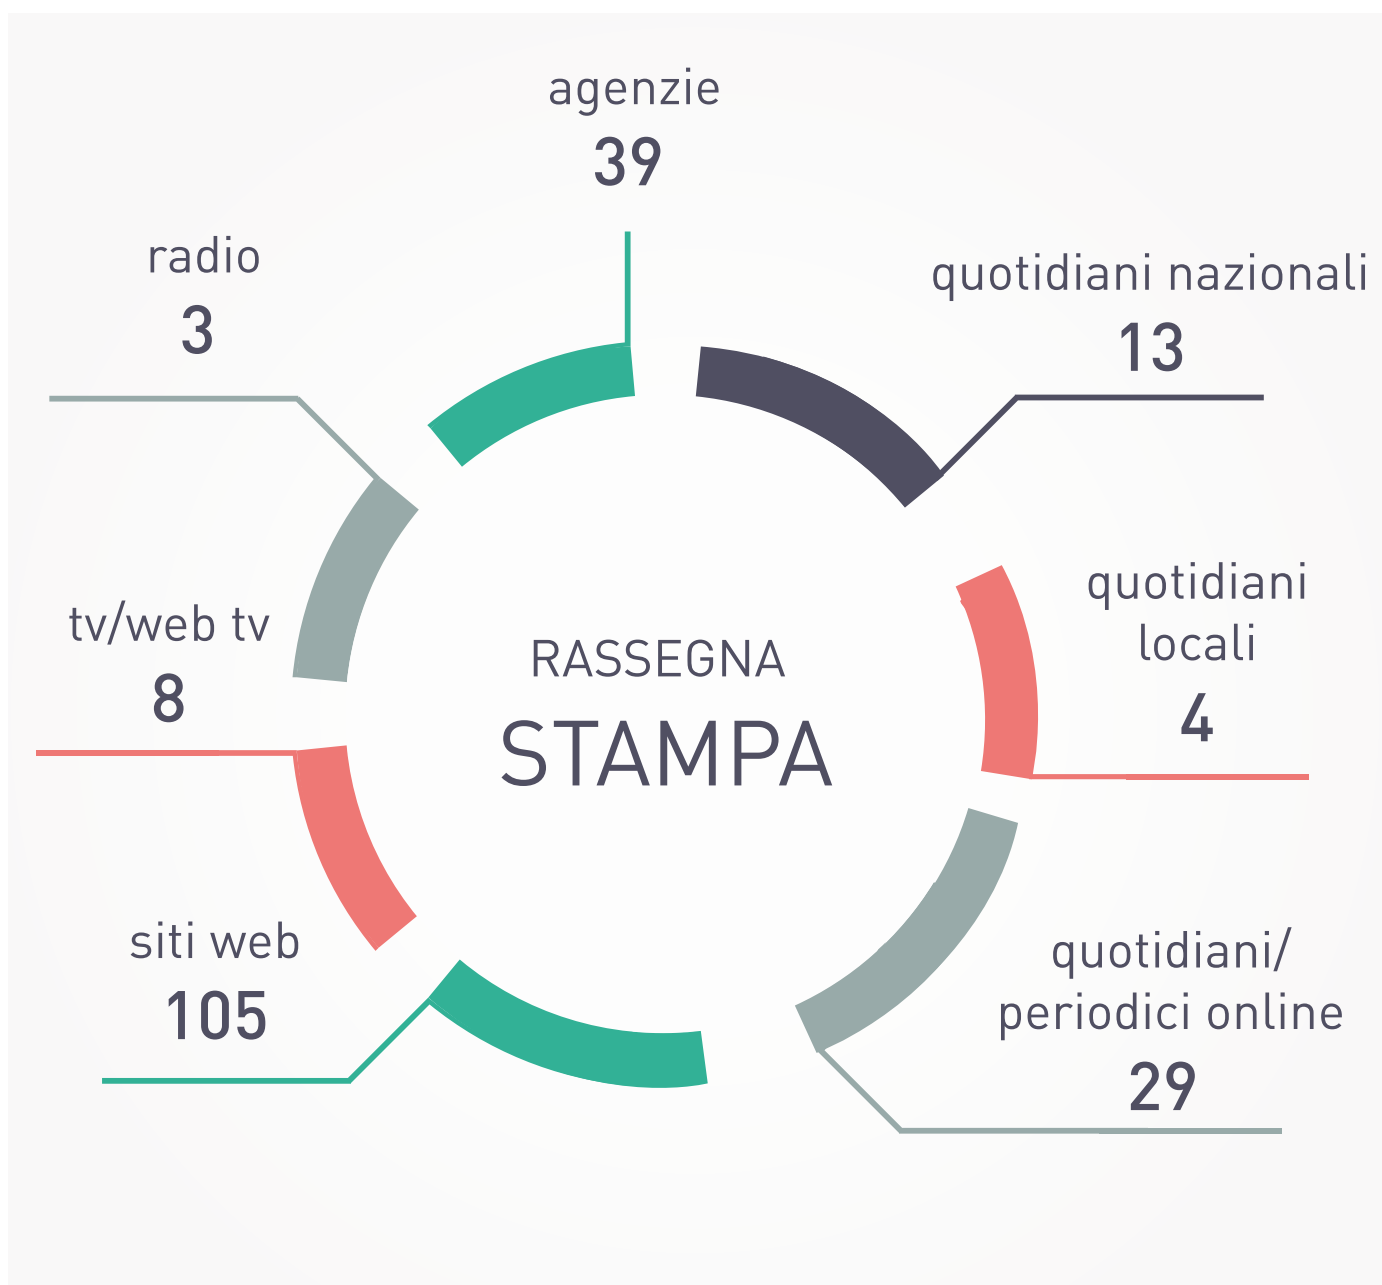 agenzie
39
radio
3
quotidiani nazionali
13
tv/web tv
8
RASSEGNA
STAMPA
quotidiani
locali
4
siti web
105
quotidiani/
periodici online
29